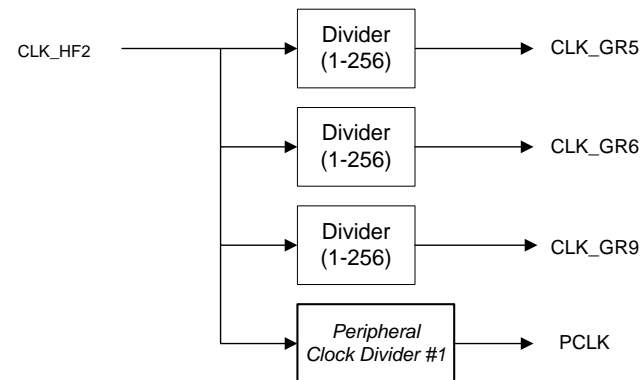 CLK_HF2
Divider
(1-256)
CLK_GR5
Divider
(1-256)
CLK_GR6
Divider
(1-256)
CLK_GR9
Peripheral
Clock Divider #1
PCLK